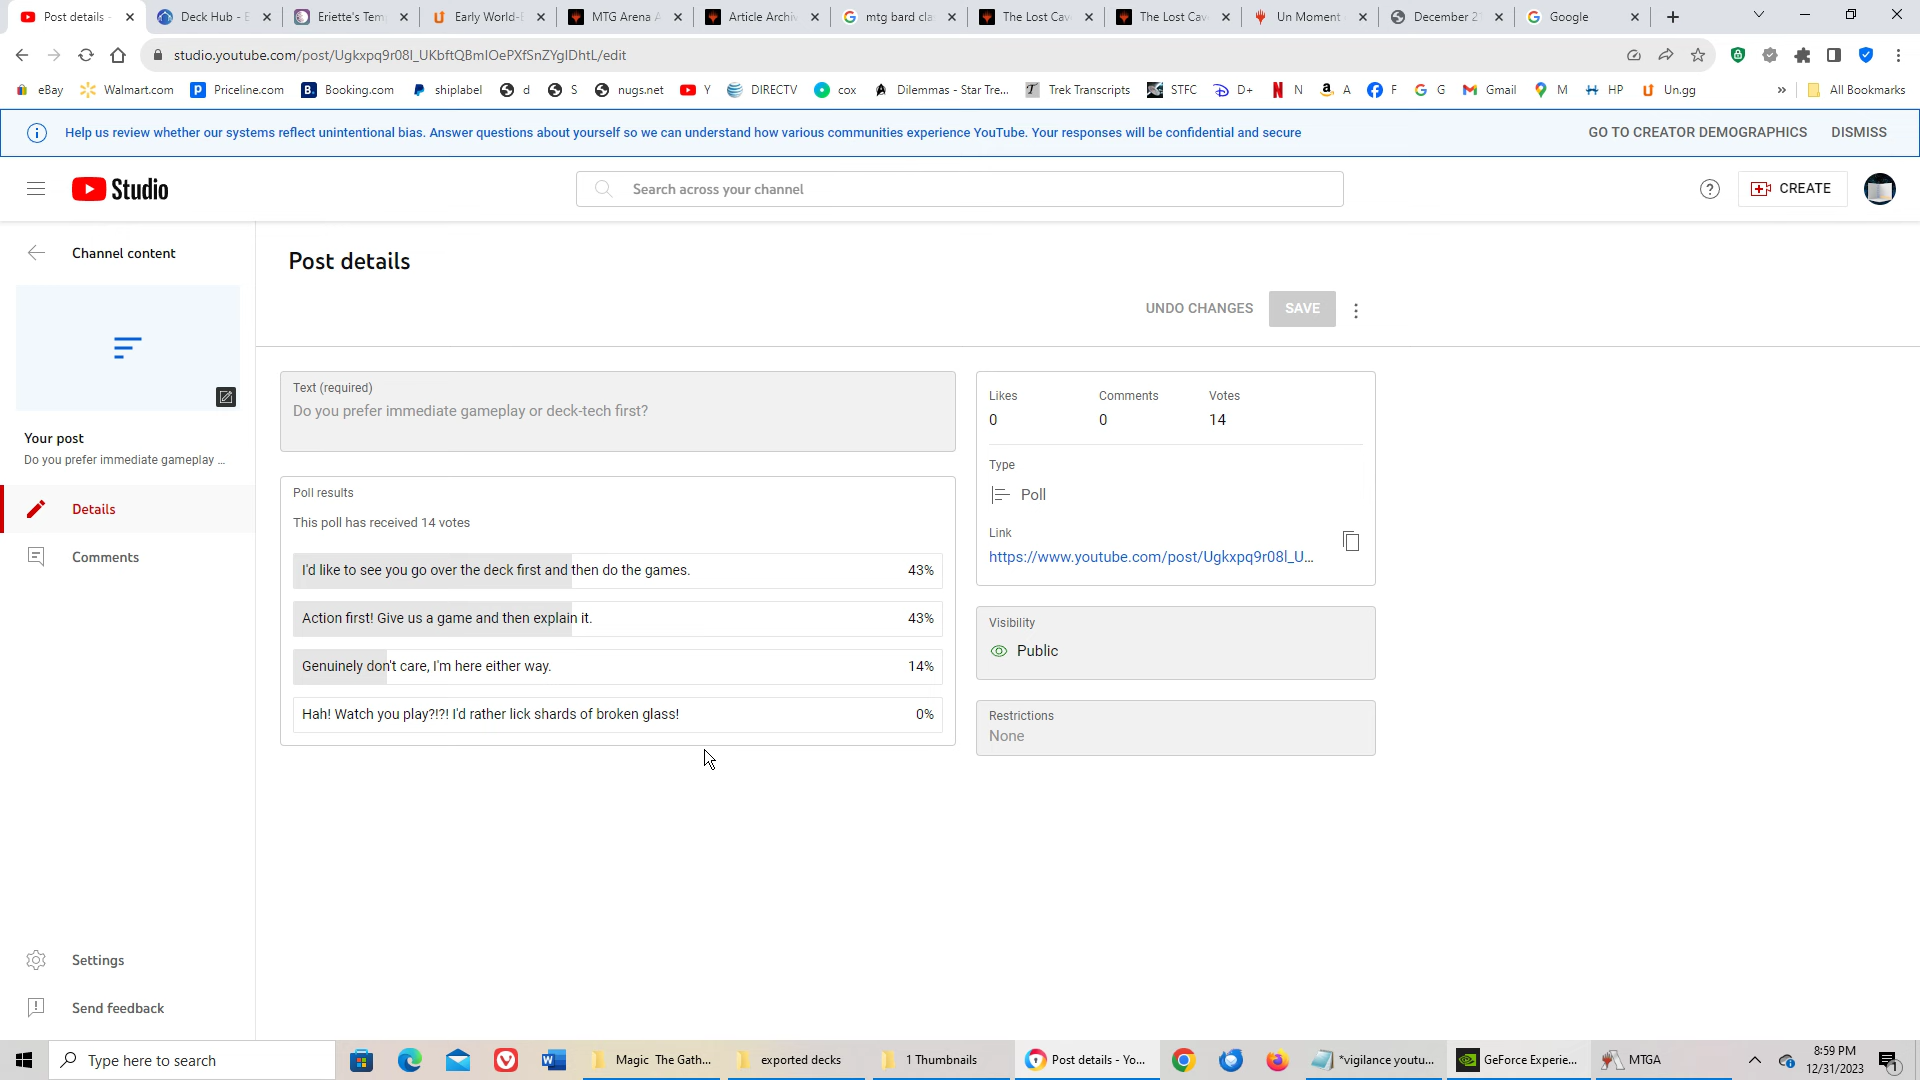 Post details -
Deck Hub - E
Eriette's Tem
Early World-E
MTG Arena A
Article Archiv
mtg bard cla
The Lost Cav
The Lost Cav
Un Moment
December 2
Google
studio.youtube.com/post/Ugkxpq9r08l_UKbftQBmIOePXfSnZYgIDhtL/edit
eBay
Walmart.com
Priceline.com
Booking.com
shiplabel
d
S
nugs.net
Y
DIRECTV
cox
Dilemmas - Star Tre...
Trek Transcripts
STFC
D+
N
A
F
G
Gmail
M
HP
Un.gg
»
All Bookmarks
Help us review whether our systems reflect unintentional bias. Answer questions about yourself so we can understand how various communities experience YouTube. Your responses will be confidential and secure
GO TO CREATOR DEMOGRAPHICS
DISMISS
Studio
Search across your channel
CREATE
Channel content
Your post
Do you prefer immediate gameplay ...
Details
Comments
Settings
Send feedback
Post details
UNDO CHANGES
SAVE
Text (required)
Do you prefer immediate gameplay or deck-tech first?
Poll results
This poll has received 14 votes
I'd like to see you go over the deck first and then do the games. 43%
Action first! Give us a game and then explain it. 43%
Genuinely don't care, I'm here either way. 14%
Hah! Watch you play?!?! I'd rather lick shards of broken glass! 0%
Likes Comments Votes
0 0 14
Type
Poll
Link
https://www.youtube.com/post/Ugkxpq9r08l_U...
Visibility
Public
Restrictions
None
Type here to search
Magic The Gath...
exported decks
1 Thumbnails
Post details - Yo...
*vigilance youtu...
GeForce Experie...
MTGA
8:59 PM
12/31/2023
1